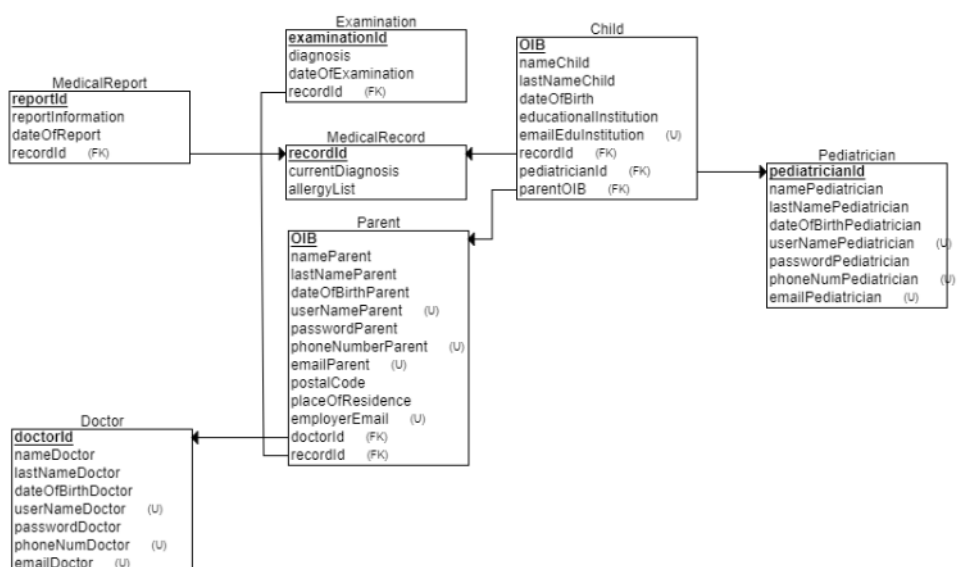 Examination
examinationId
diagnosis
dateOfExamination
recordId (FK)
Child
OIB
nameChild
lastNameChild
dateOfBirth
educationalInstitution
emailEduInstitution (U)
recordId (FK)
pediatricianId (FK)
parentOIB (FK)
MedicalReport
reportId
reportInformation
dateOfReport
recordId (FK)
MedicalRecord
recordId
currentDiagnosis
allergyList
Pediatrician
pediatricianId
namePediatrician
lastNamePediatrician
dateOfBirthPediatrician
userNamePediatrician (U)
passwordPediatrician
phoneNumPediatrician (U)
emailPediatrician (U)
Parent
OIB
nameParent
lastNameParent
dateOfBirthParent
userNameParent (U)
passwordParent
phoneNumberParent (U)
emailParent (U)
postalCode
placeOfResidence
employerEmail (U)
doctorId (FK)
recordId (FK)
Doctor
doctorId
nameDoctor
lastNameDoctor
dateOfBirthDoctor
userNameDoctor (U)
passwordDoctor
phoneNumDoctor (U)
emailDoctor (U)